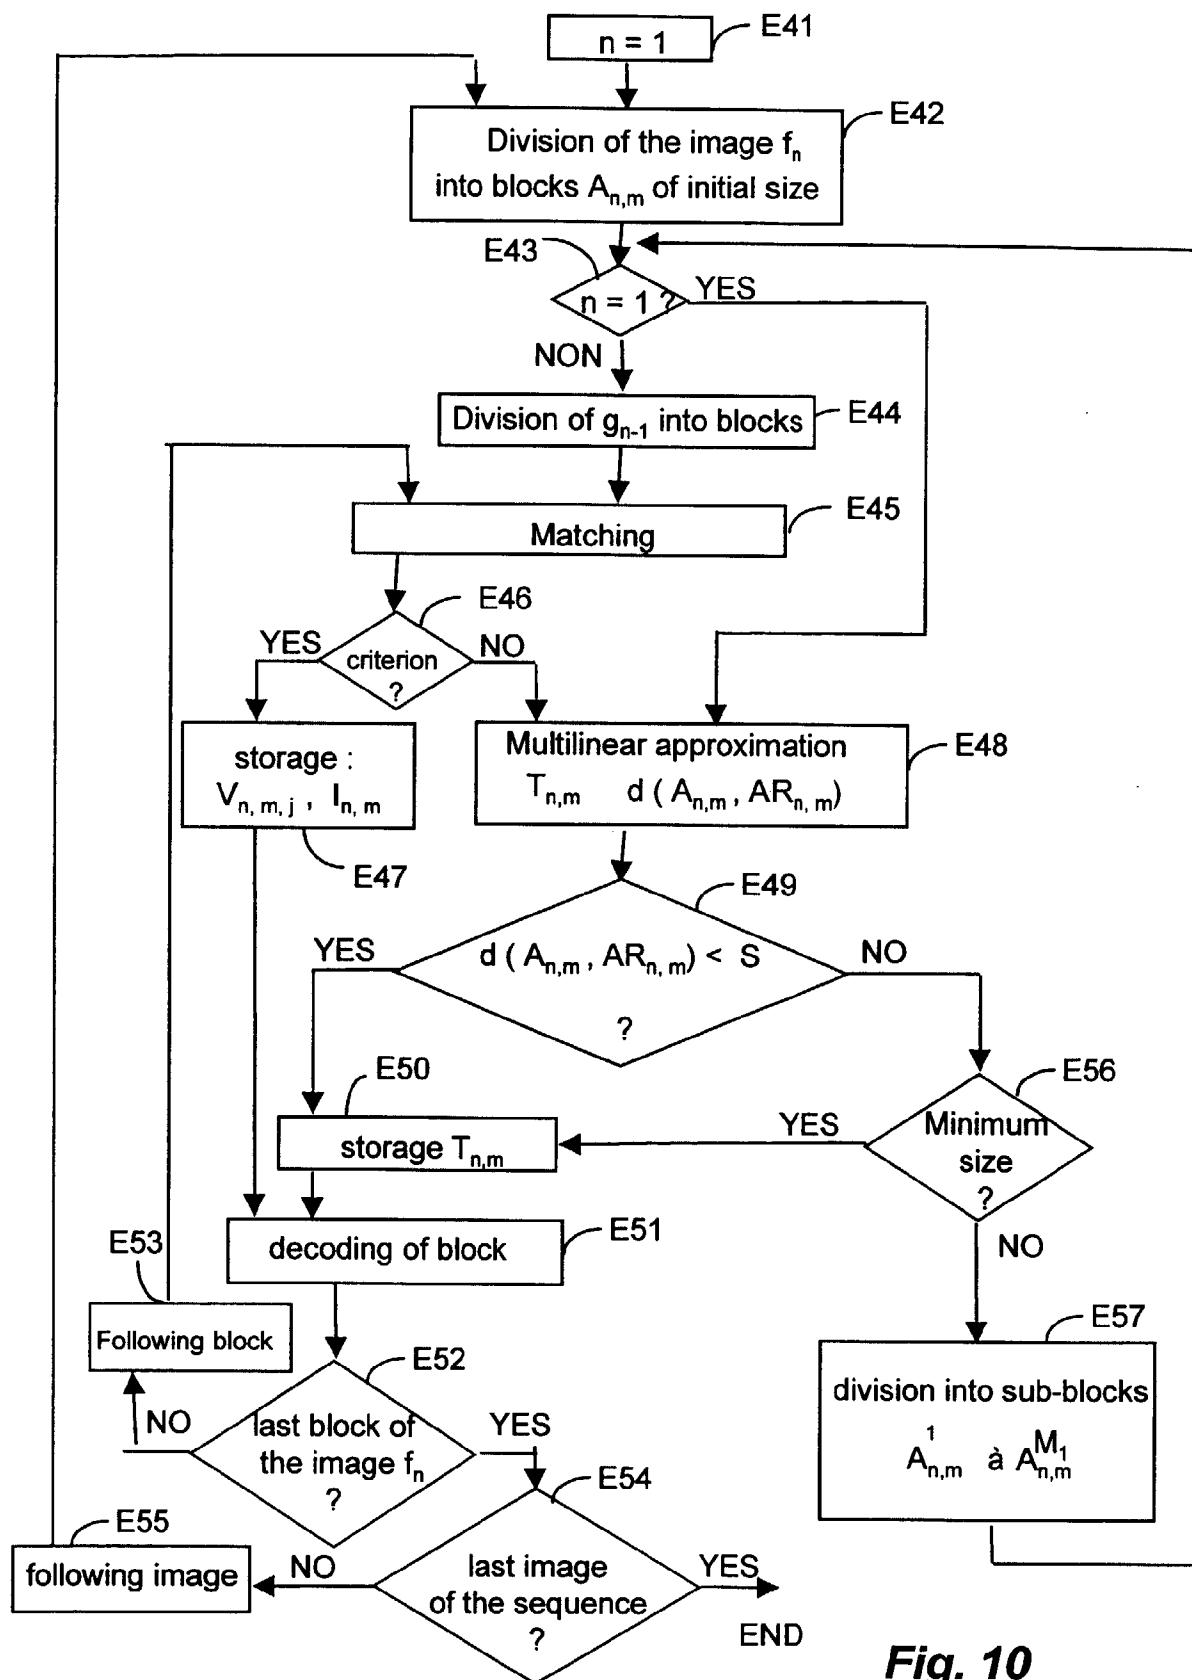 n = 1
E41
Division of the image fn
into blocks An,m of initial size
E42
E43
n = 1 ?
YES
NON
Division of gn-1 into blocks
E44
Matching
E45
E46
YES
criterion
?
NO
storage :
Vn, m, j , In, m
E47
Multilinear approximation
Tn,m d ( An,m , ARn, m)
E48
E49
YES
d ( An,m , ARn, m) < S
?
NO
E50
storage Tn,m
YES
E56
Minimum
size
?
NO
decoding of block
E51
E53
Following block
E52
NO
last block of
the image fn
?
YES
E57
division into sub-blocks
A1n,m à AM1n,m
E54
E55
following image
NO
last image
of the sequence
?
YES
END
Fig. 10